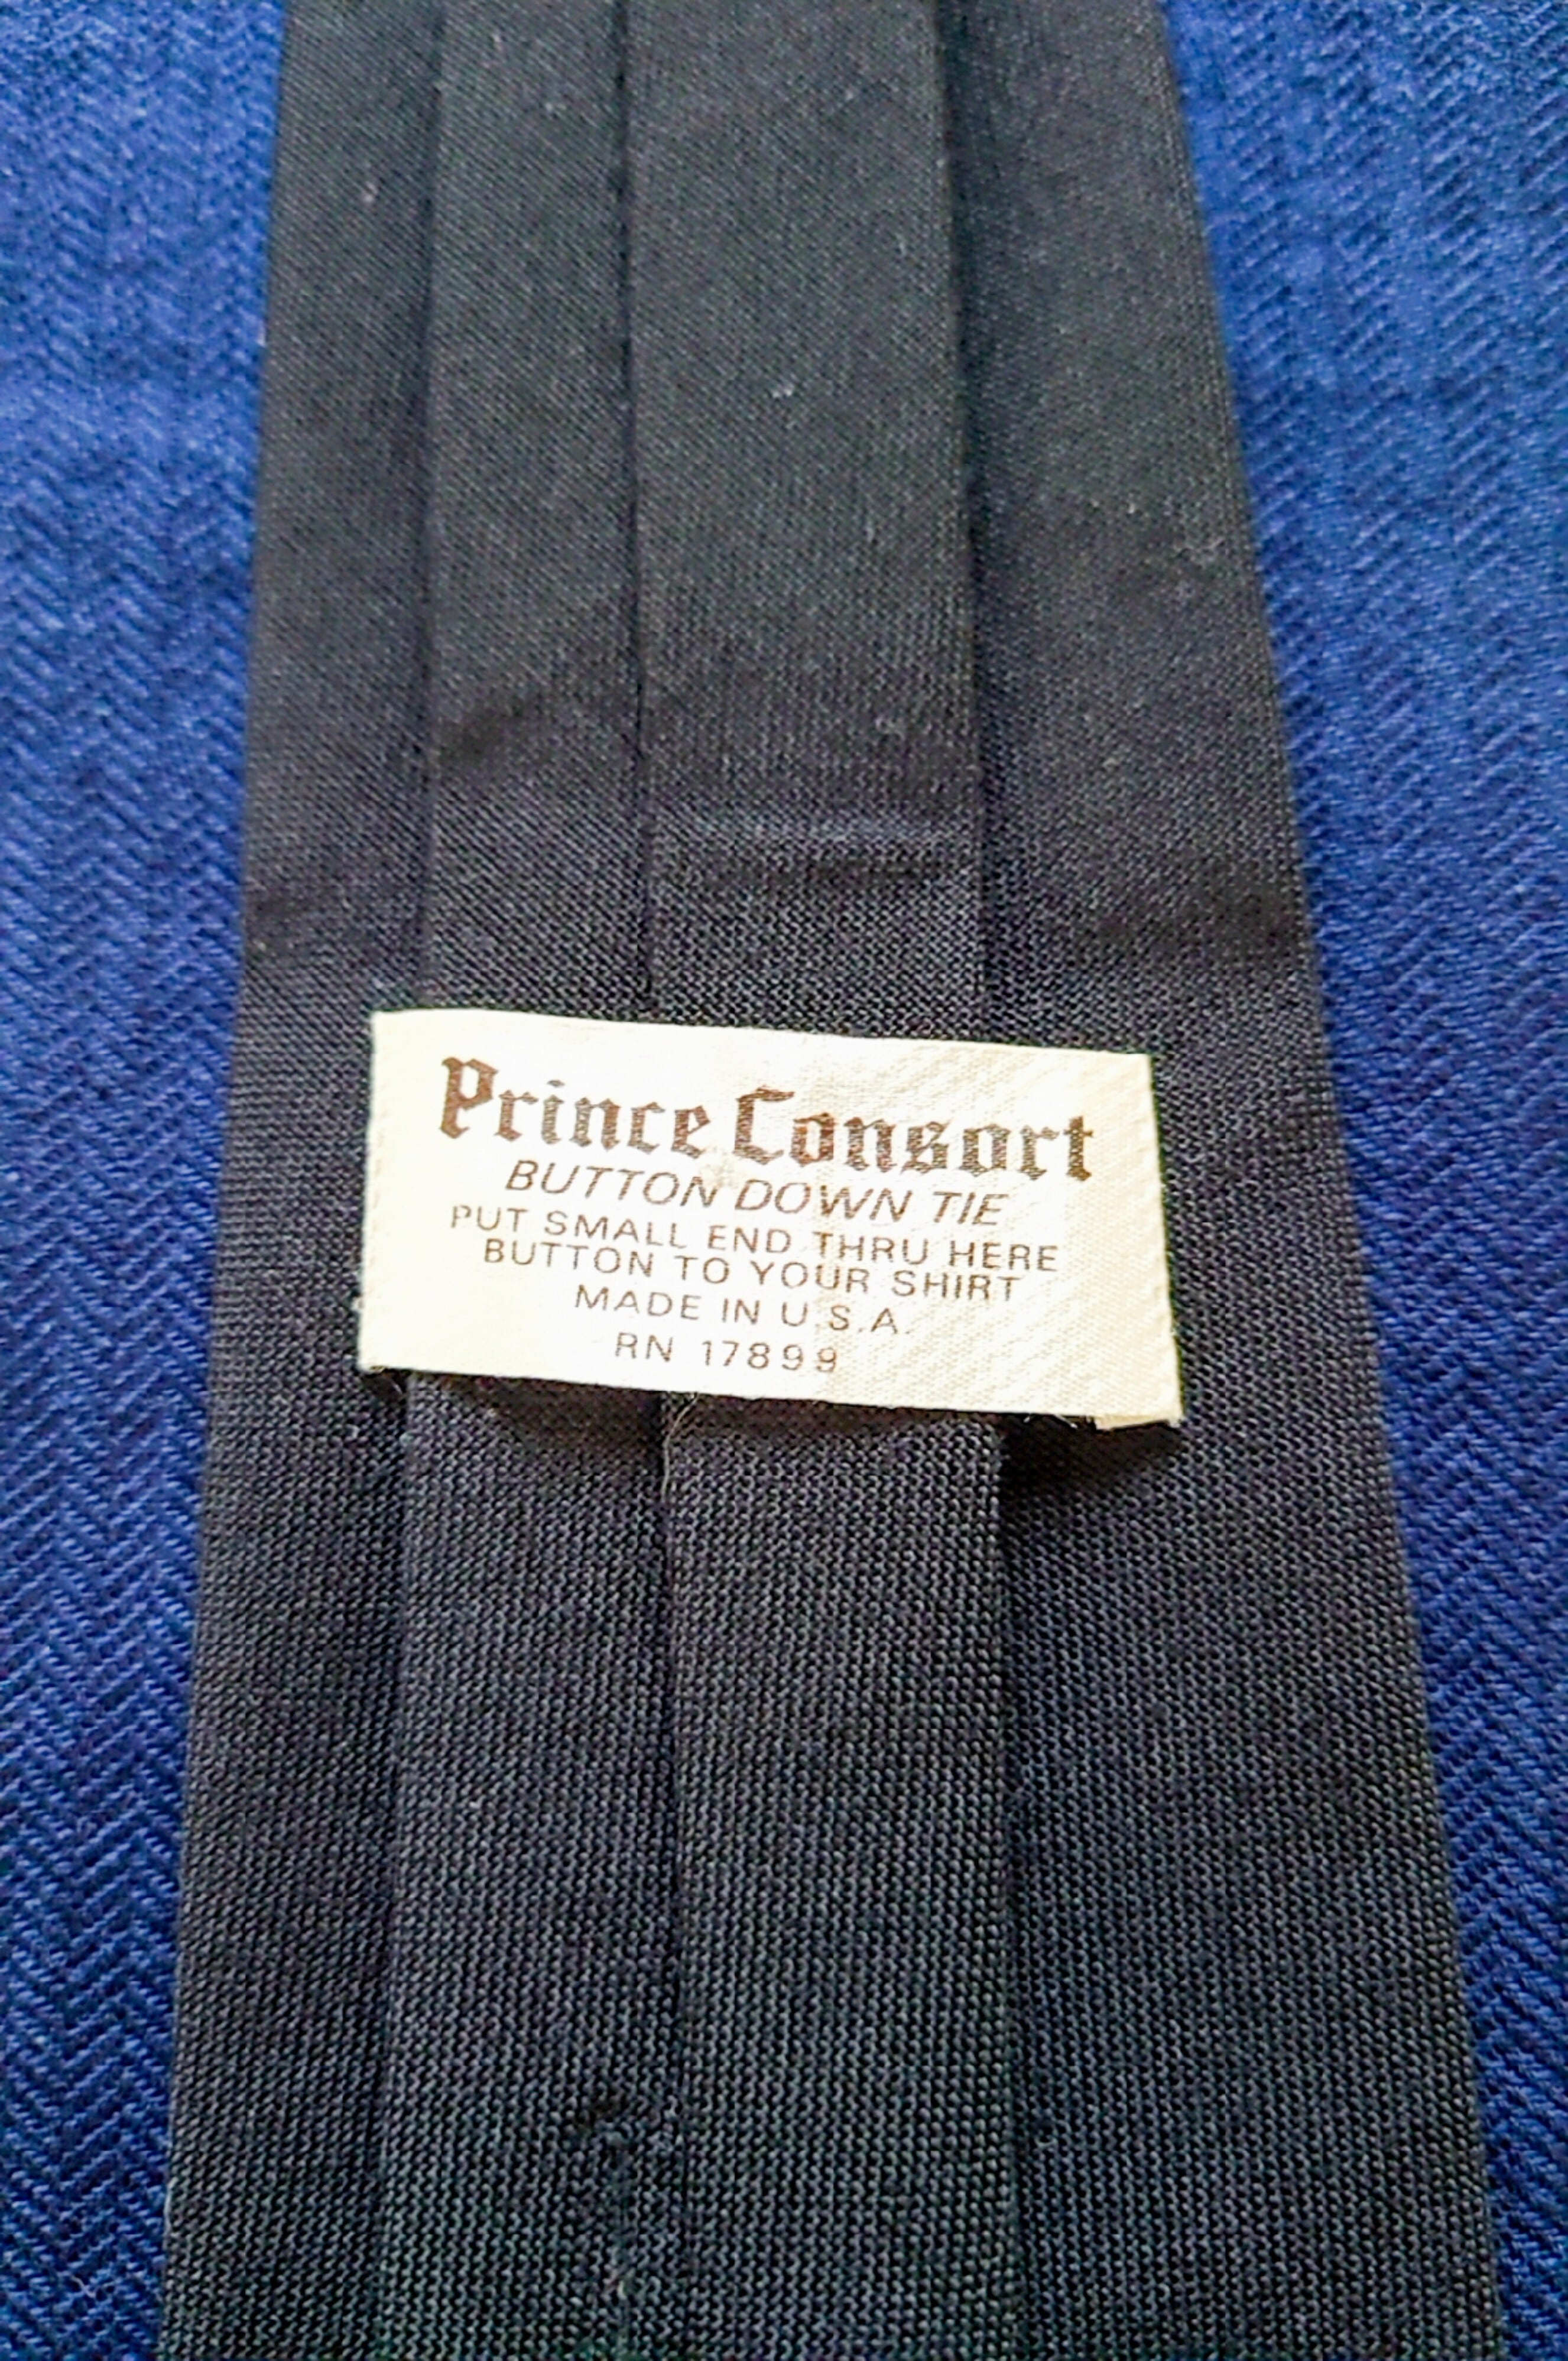 Prince Consort
BUTTON DOWN TIE
PUT SMALL END THRU HERE
BUTTON TO YOUR SHIRT
MADE IN U.S.A.
RN 17899